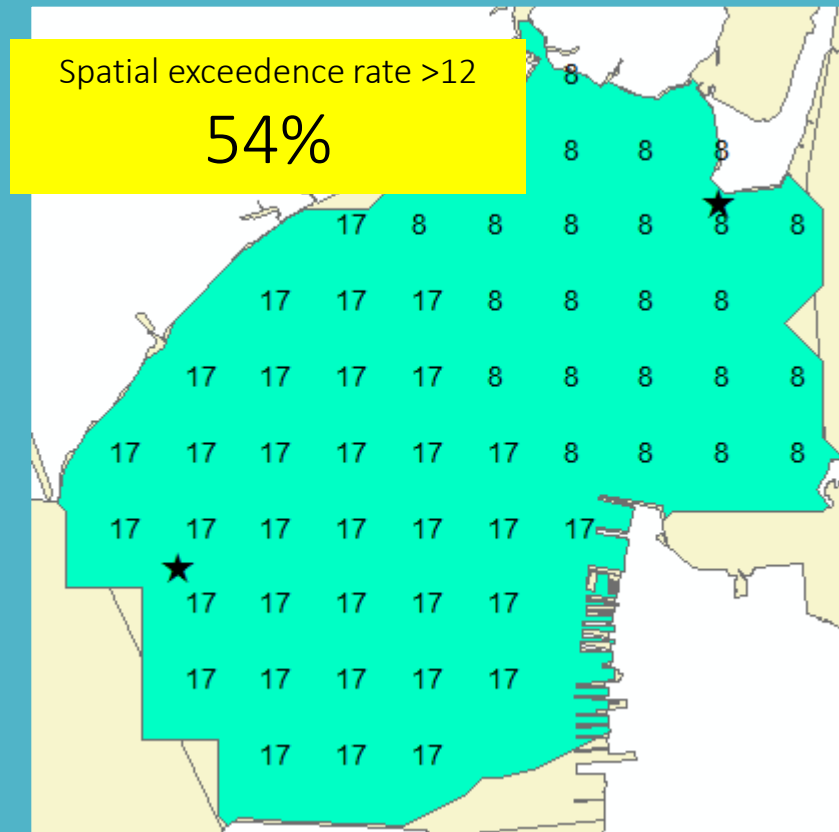 Spatial exceedence rate >12
54%
8
8 8 8
17 8 8 8 8 8 8
17 17 17 8 8 8 8
17 17 17 17 8 8 8 8 8
17 17 17 17 17 17 8 8 8 8
17 17 17 17 17 17 17
17 17 17 17 17
17 17 17 17 17
17 17 17